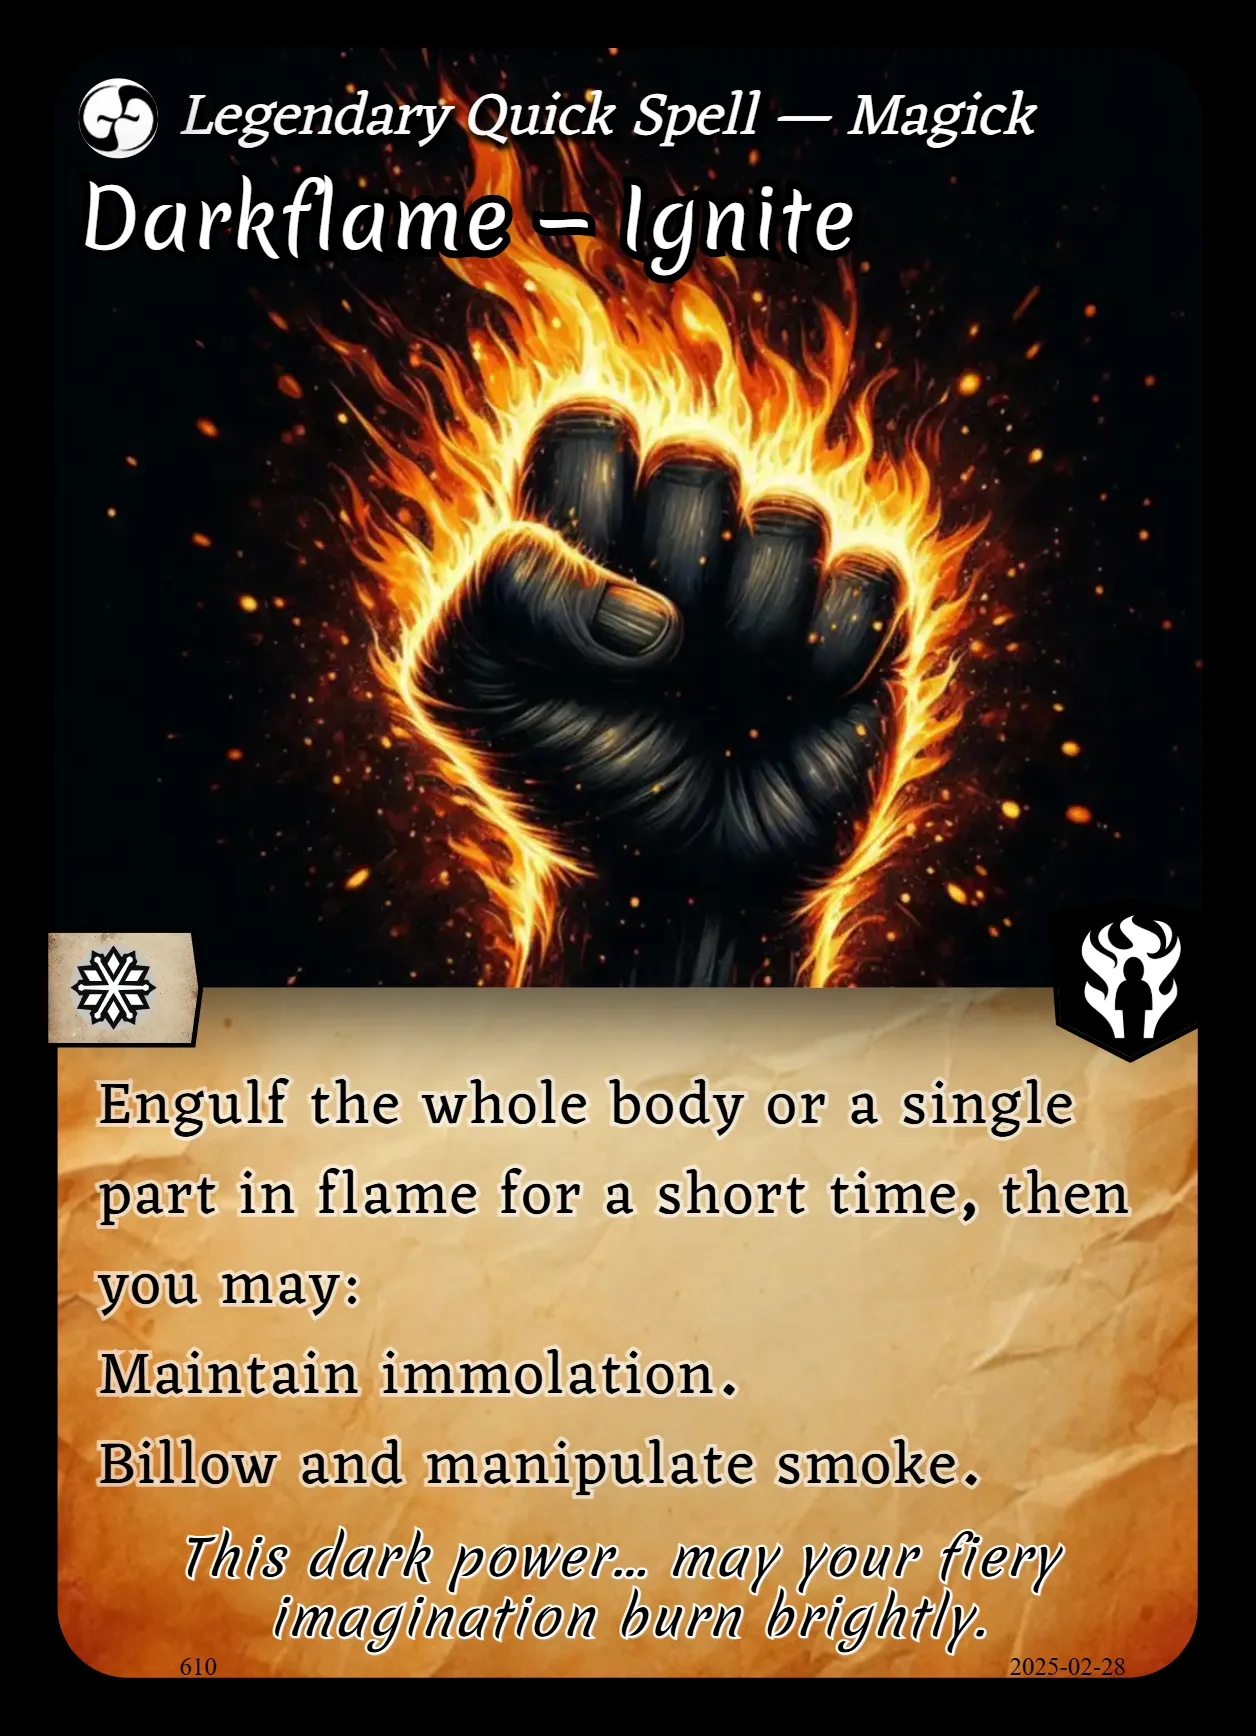 Legendary Quick Spell — Magick
Darkflame – Ignite
Engulf the whole body or a single
part in flame for a short time, then
you may:
Maintain immolation.
Billow and manipulate smoke.
This dark power... may your fiery
imagination burn brightly.
610
2025-02-28